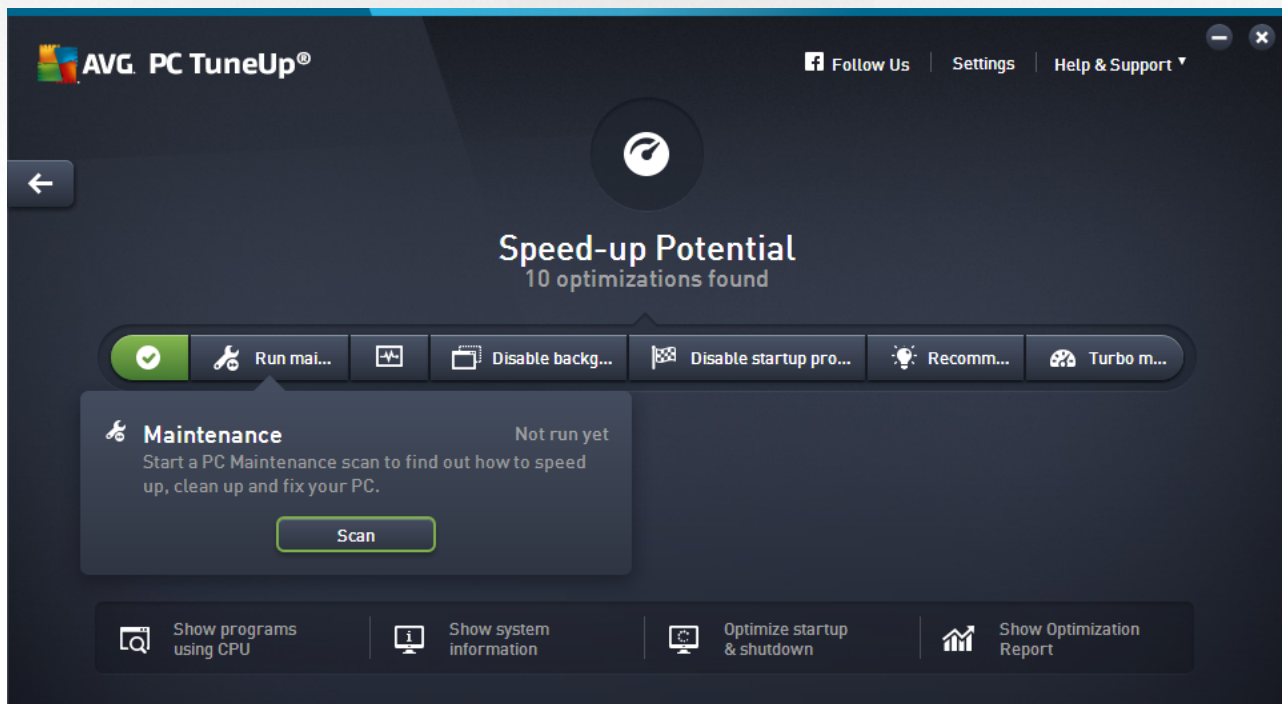 AVG. PC TuneUp®
Follow Us
Settings
Help & Support
Speed-up Potential
10 optimizations found
Run mai...
Disable backg...
Disable startup pro...
Recomm...
Turbo m...
Maintenance
Not run yet
Start a PC Maintenance scan to find out how to speed
up, clean up and fix your PC.
Scan
Show programs
using CPU
Show system
information
Optimize startup
& shutdown
Show Optimization
Report